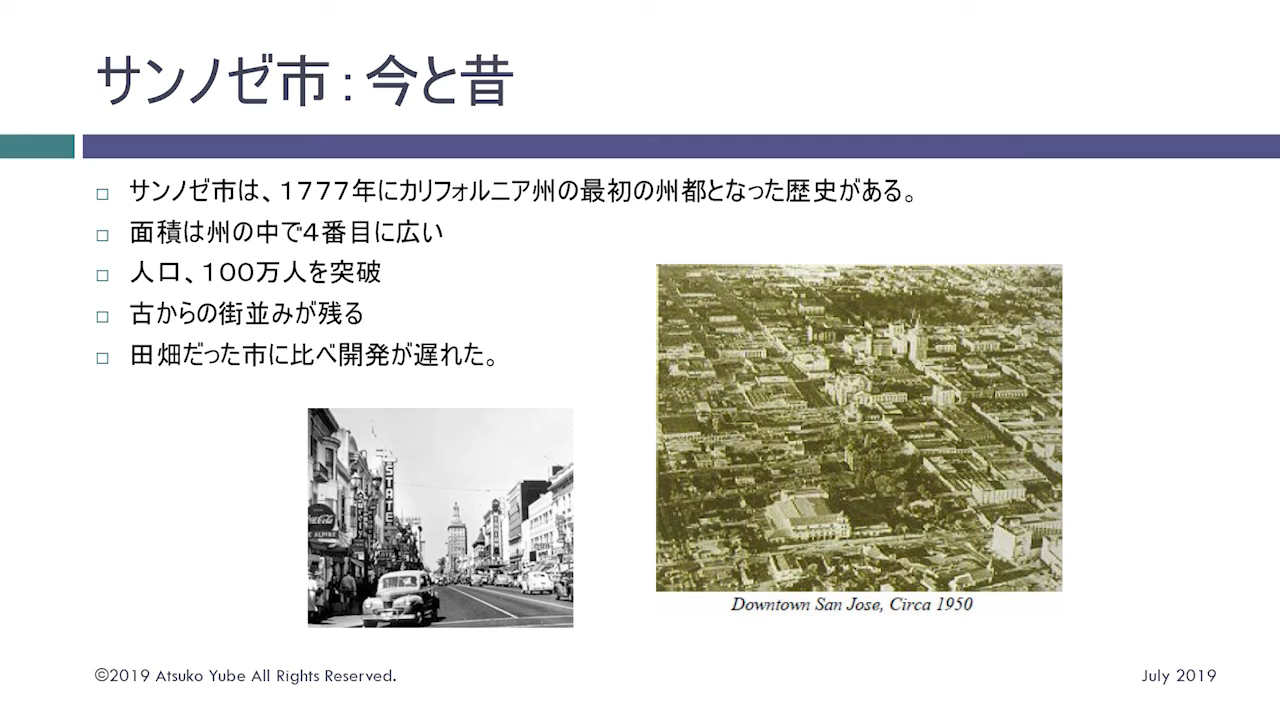 サンノゼ市：今と昔
サンノゼ市は、１７７７年にカリフォルニア州の最初の州都となった歴史がある。
面積は州の中で４番目に広い
人口、１００万人を突破
古からの街並みが残る
田畑だった市に比べ開発が遅れた。
STATE
Coca-Cola
Downtown San Jose, Circa 1950
©2019 Atsuko Yube All Rights Reserved.
July 2019